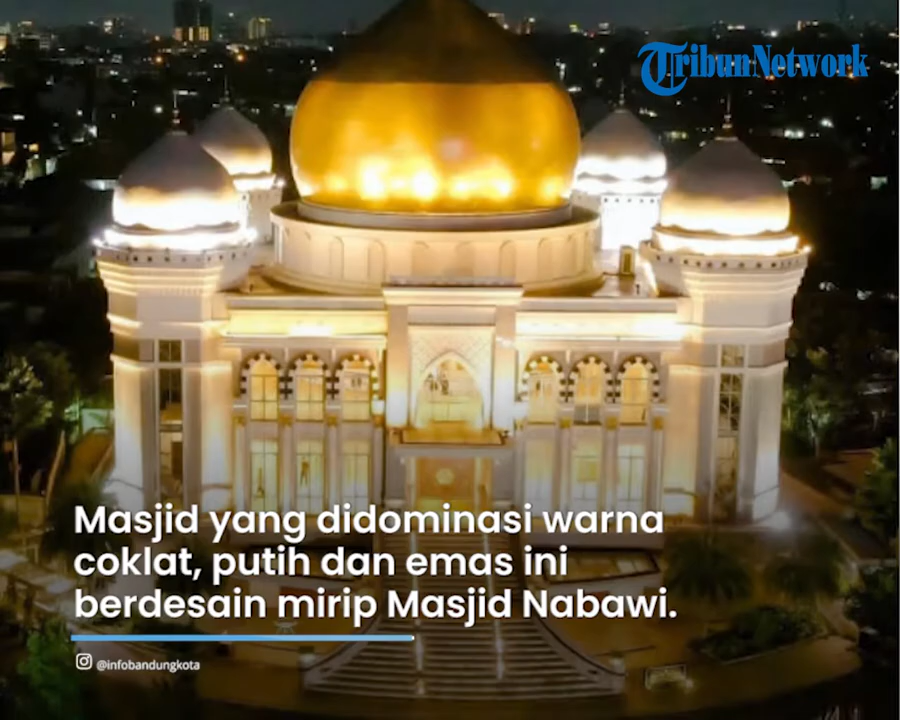 TribunNetwork
Masjid yang didominasi warna
coklat, putih dan emas ini
berdesain mirip Masjid Nabawi.
@infobandungkota